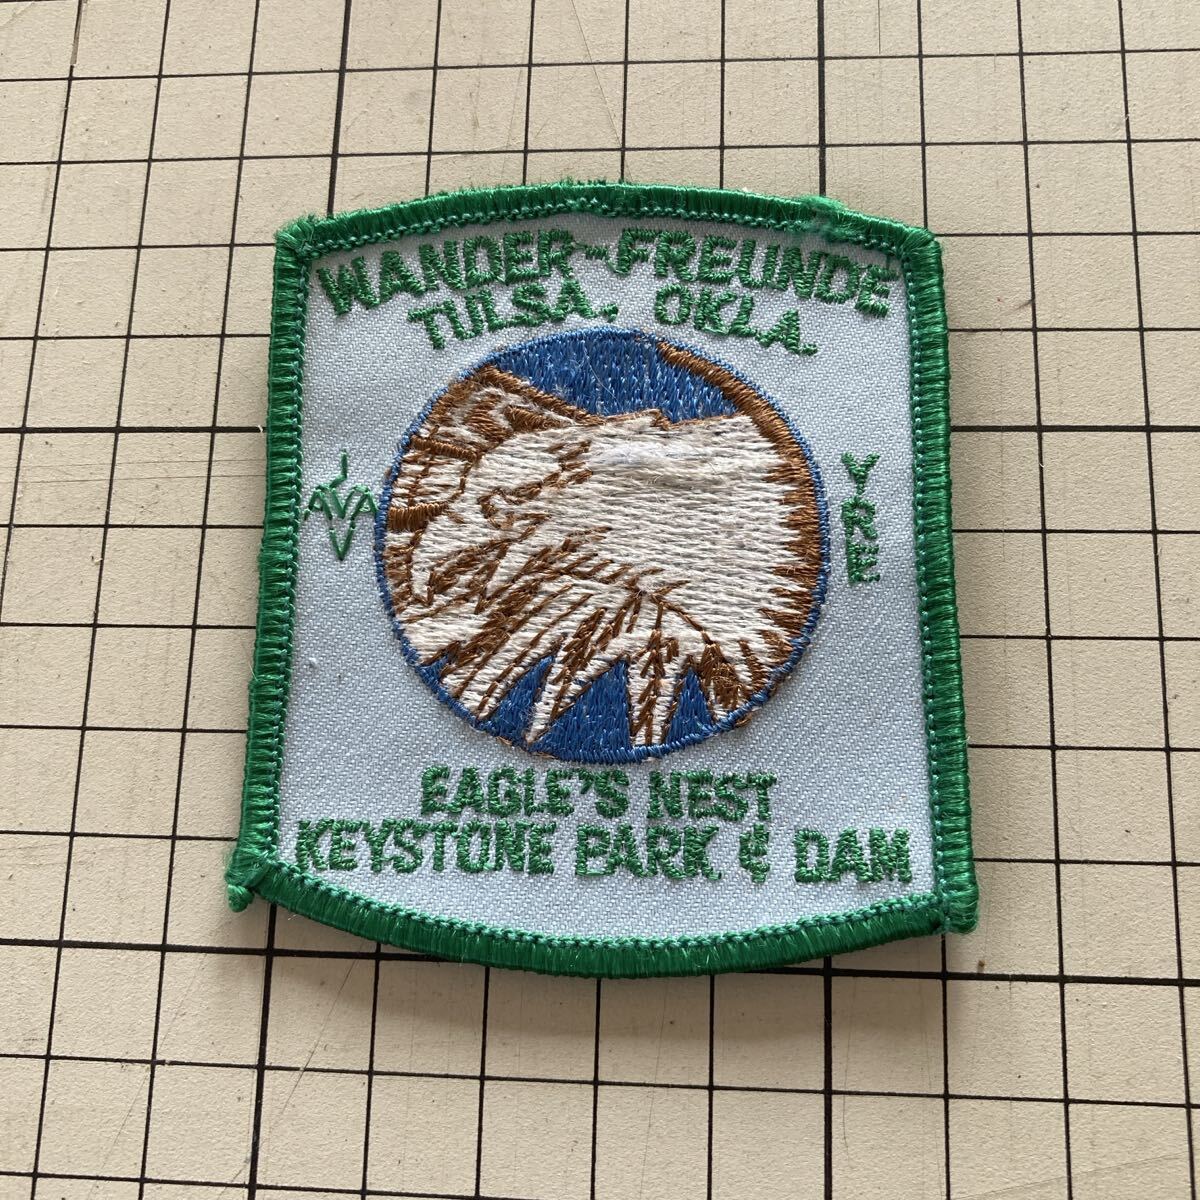 WANDER-FREUNDE
TULSA, OKLA.
AVA
YRE
EAGLE'S NEST
KEYSTONE PARK & DAM